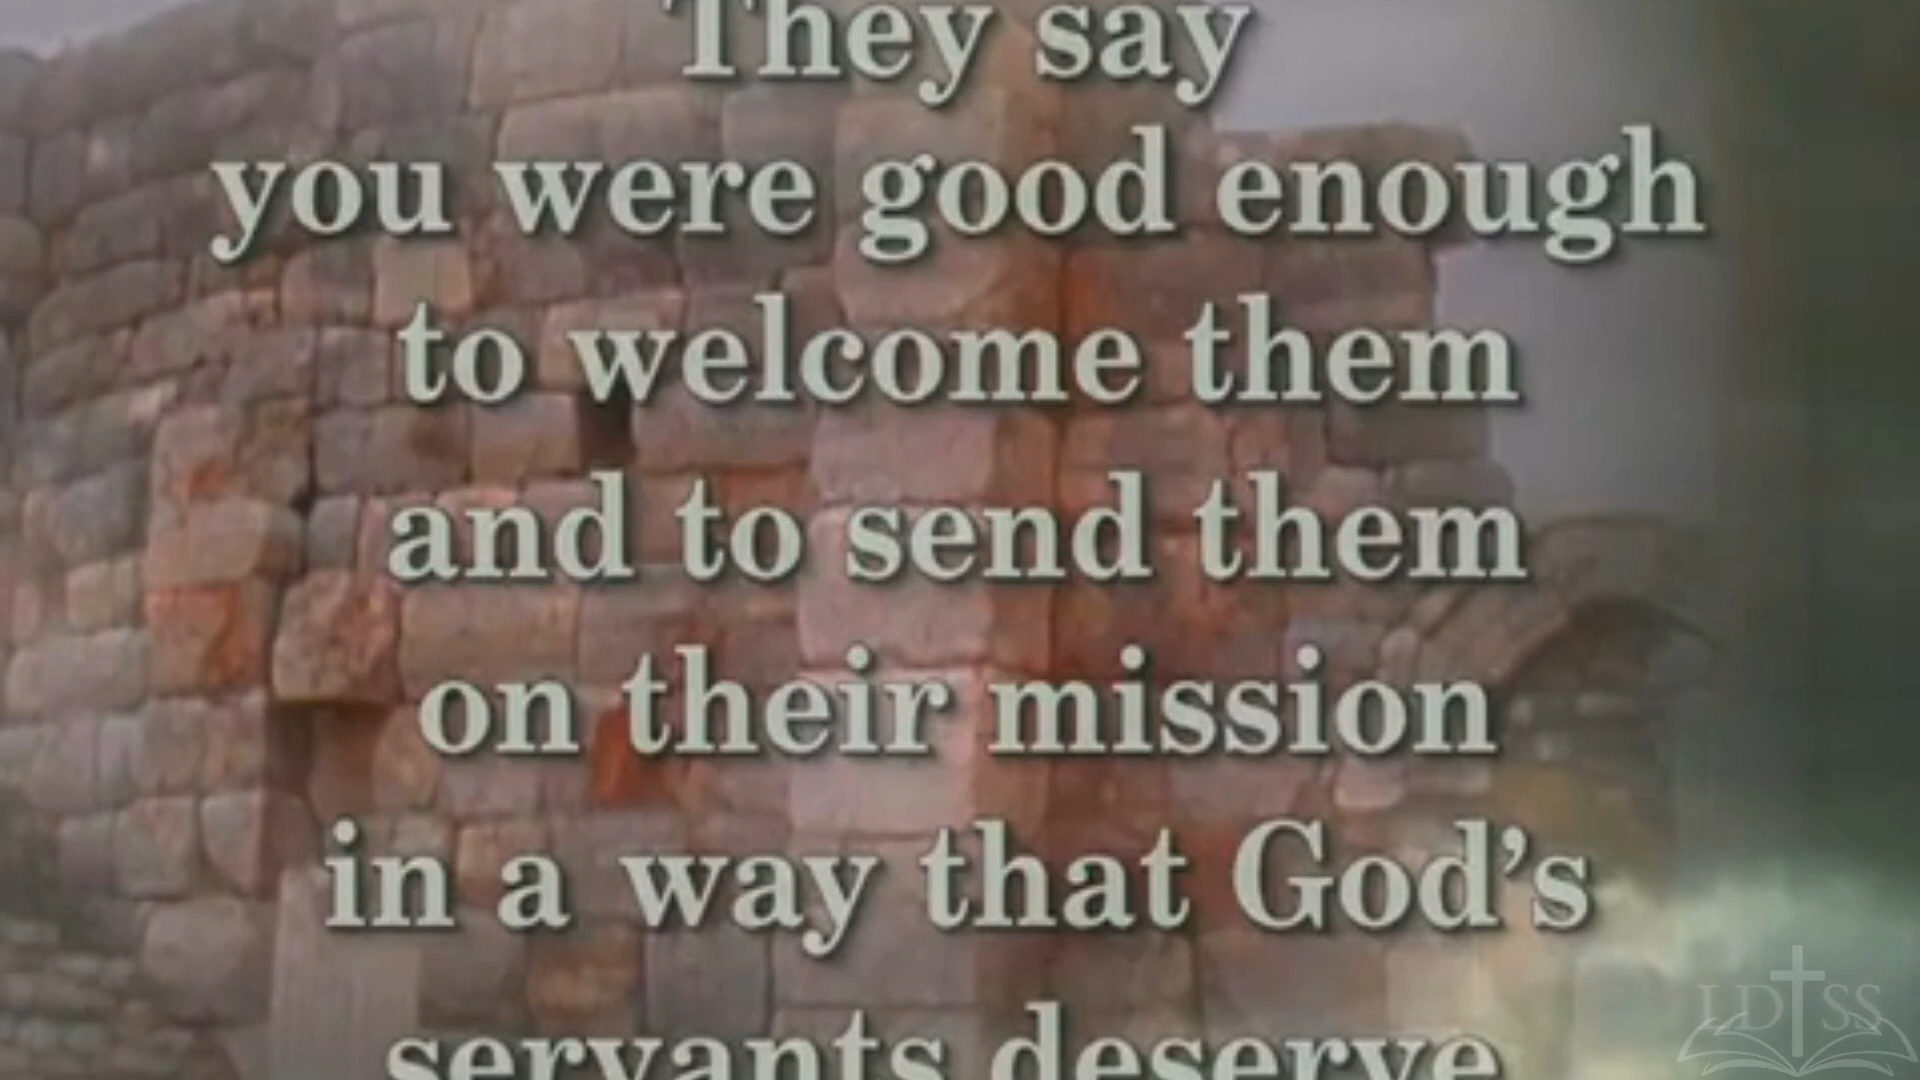 They say
you were good enough
to welcome them
and to send them
on their mission
in a way that God's
servants deserve
LDTSS